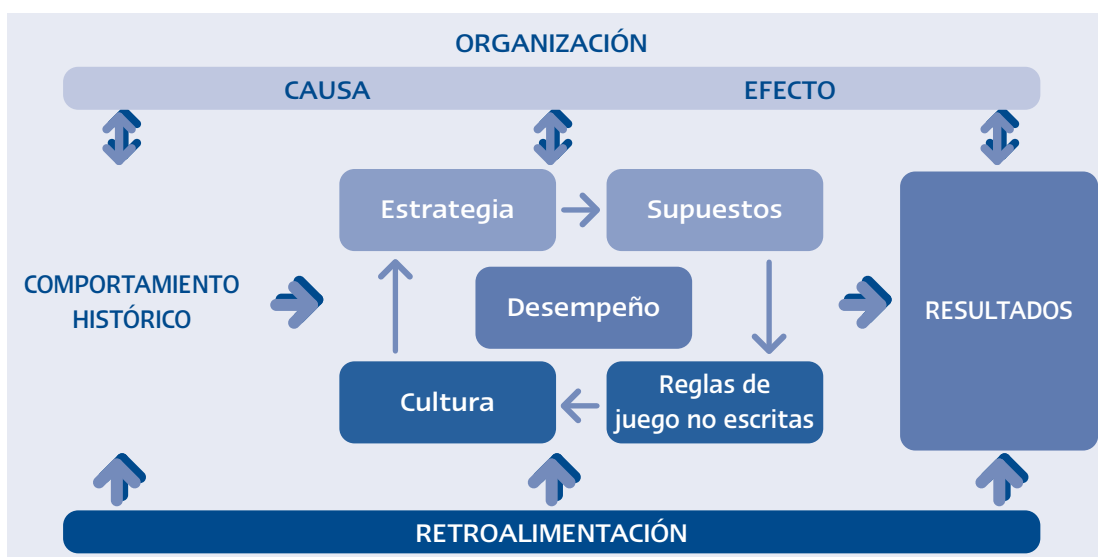 ORGANIZACIÓN
CAUSA
EFECTO
Estrategia
Supuestos
COMPORTAMIENTO
HISTÓRICO
Desempeño
RESULTADOS
Cultura
Reglas de
juego no escritas
RETROALIMENTACIÓN